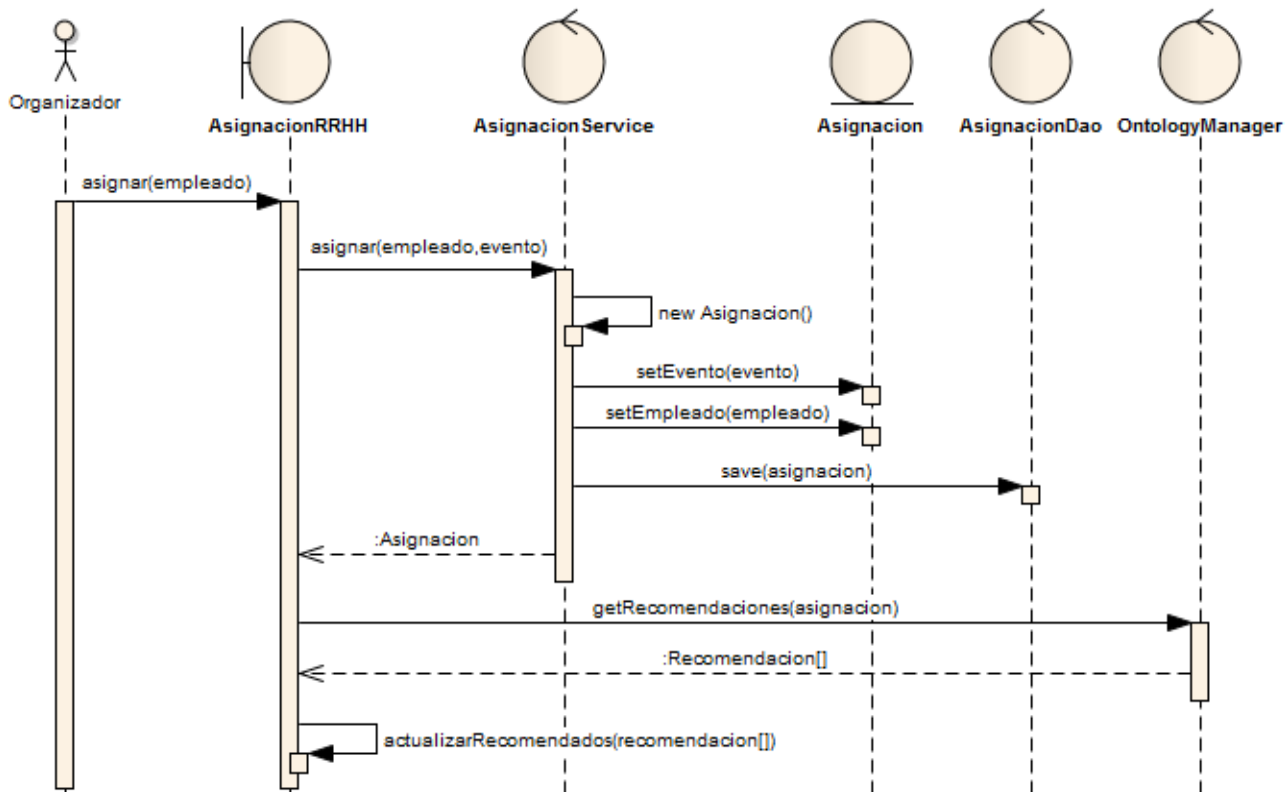 Organizador
AsignacionRRHH
AsignacionService
Asignacion
AsignacionDao
OntologyManager
asignar(empleado)
asignar(empleado,evento)
new Asignacion()
setEvento(evento)
setEmpleado(empleado)
save(asignacion)
:Asignacion
getRecomendaciones(asignacion)
:Recomendacion[]
actualizarRecomendados(recomendacion[])